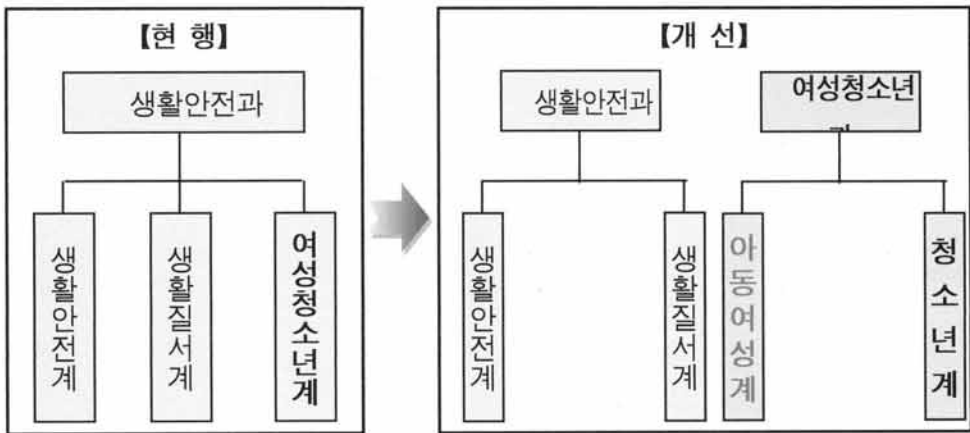 【현 행】
생활안전과
생활안전계
생활질서계
여성청소년계
【개 선】
생활안전과
여성청소년
생활안전계
생활질서계
아동여성계
청소년계